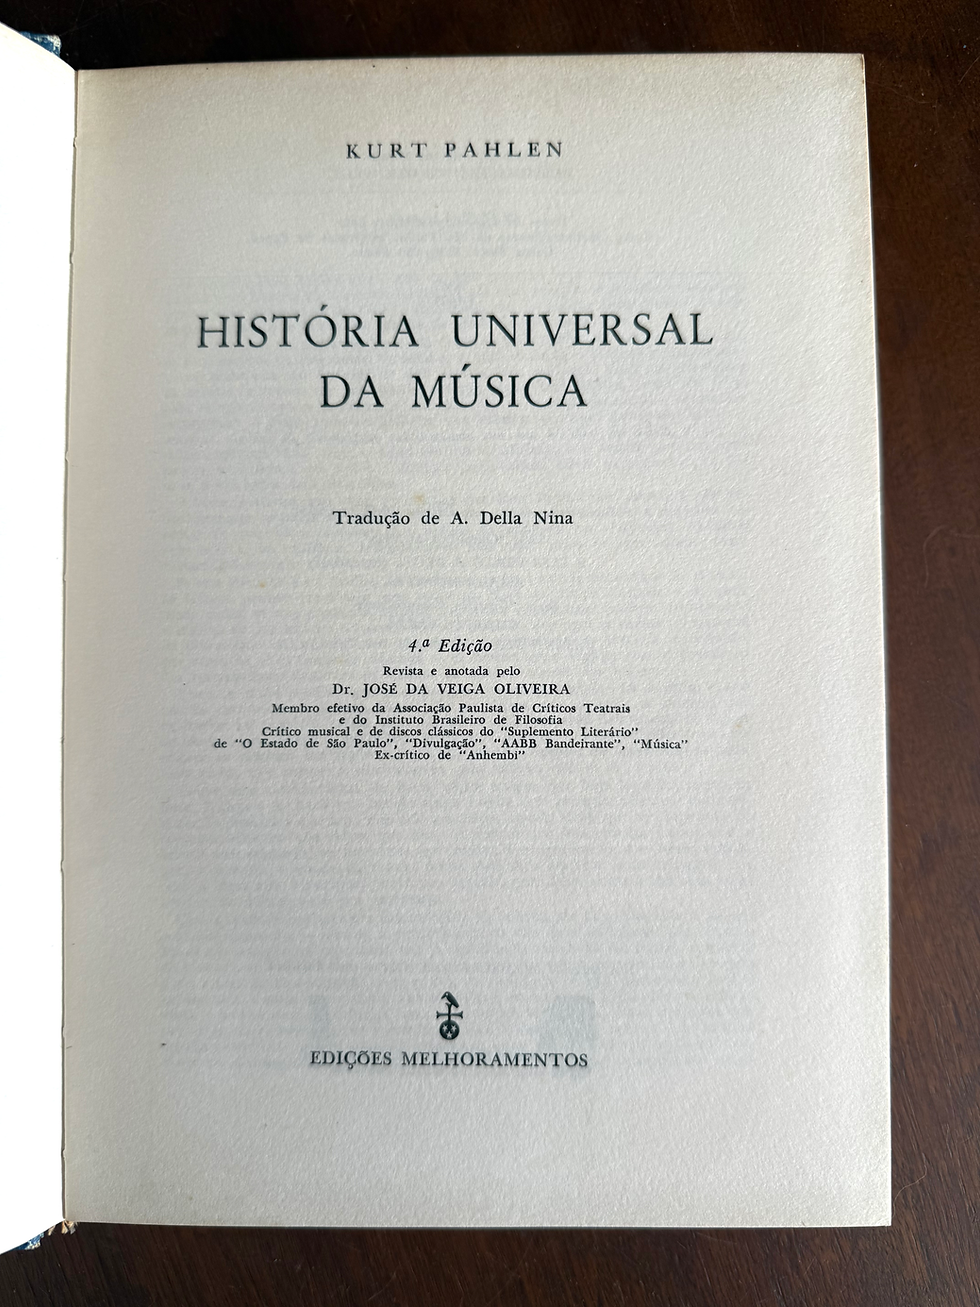 KURT PAHLEN
HISTÓRIA UNIVERSAL
DA MÚSICA
Tradução de A. Della Nina
4.ª Edição
Revista e anotada pelo
Dr. JOSÉ DA VEIGA OLIVEIRA
Membro efetivo da Associação Paulista de Críticos Teatrais
e do Instituto Brasileiro de Filosofia
Crítico musical e de discos clássicos do "Suplemento Literário"
de "O Estado de São Paulo", "Divulgação", "AABB Bandeirante", "Música"
Ex-crítico de "Anhembi"
EDIÇÕES MELHORAMENTOS